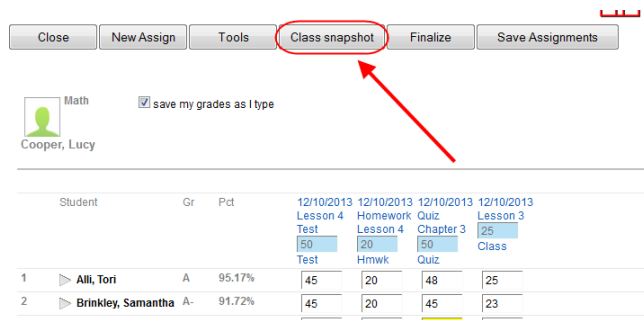 Close New Assign Tools Class snapshot Finalize Save Assignments
Math
save my grades as I type
Cooper, Lucy
Student Gr Pct 12/10/2013 12/10/2013 12/10/2013 12/10/2013
Lesson 4 Homework Quiz Lesson 3
Test Lesson 4 Chapter 3 25
50 20 50 Class
Test Hmwk Quiz
1 Alli, Tori A 95.17% 45 20 48 25
2 Brinkley, Samantha A- 91.72% 45 20 45 23